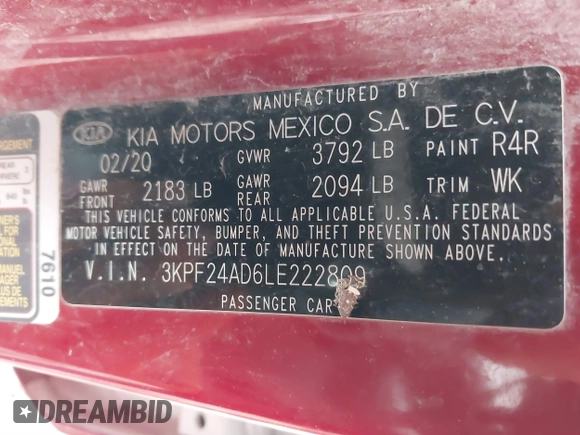 MANUFACTURED BY
KIA KIA MOTORS MEXICO S.A. DE C.V.
02/20 GVWR 3792 LB PAINT R4R
GAWR FRONT 2183 LB GAWR REAR 2094 LB TRIM WK
THIS VEHICLE CONFORMS TO ALL APPLICABLE U.S.A. FEDERAL
MOTOR VEHICLE SAFETY, BUMPER, AND THEFT PREVENTION STANDARDS
IN EFFECT ON THE DATE OF MANUFACTURE SHOWN ABOVE.
V.I.N. 3KPF24AD6LE222809
PASSENGER CAR
7610
DREAMBID